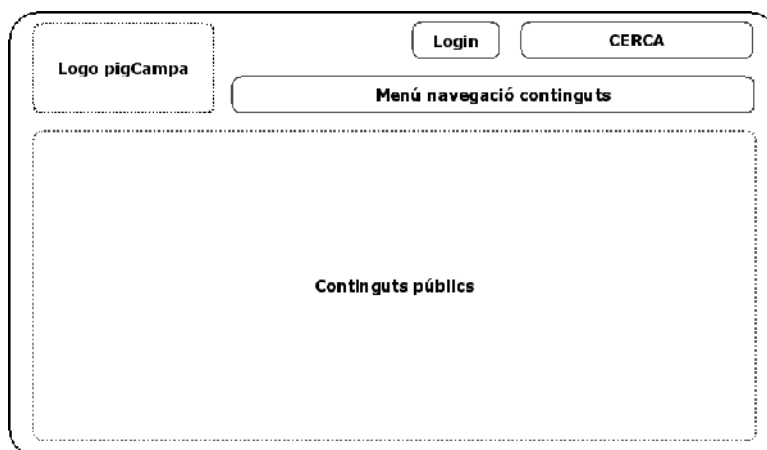 Login
CERCA
Logo pigCampa
Menú navegació continguts
Continguts públics